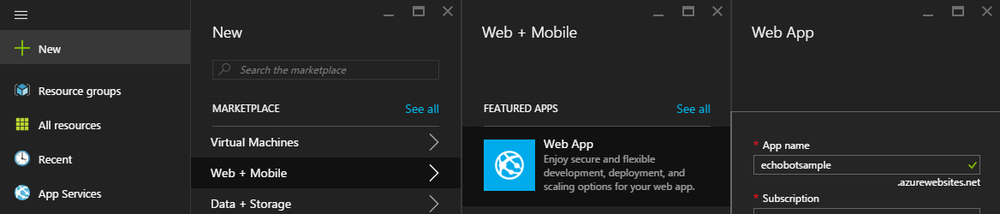 New
Resource groups
All resources
Recent
App Services
New
Search the marketplace
MARKETPLACE See all
Virtual Machines
Web + Mobile
Data + Storage
Web + Mobile
FEATURED APPS See all
Web App
Enjoy secure and flexible
development, deployment, and
scaling options for your web app.
Web App
* App name
echobotsample
.azurewebsites.net
* Subscription